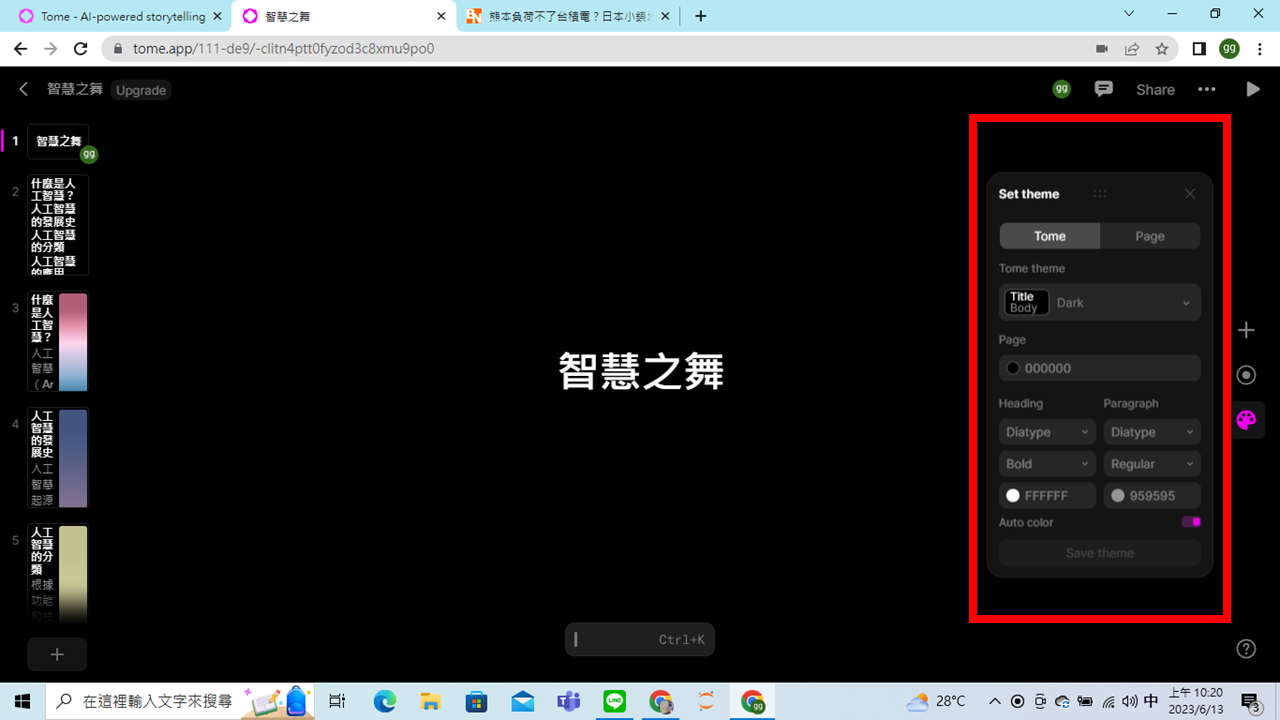 Tome - AI-powered storytelling
智慧之舞
熊本負荷不了台積電？日本小鎮
tome.app/111-de9/-clitn4ptt0fyzod3c8xmu9po0
gg
智慧之舞
Upgrade
gg
Share
1
智慧之舞
gg
2
什麼是人
工智慧？
人工智慧
的發展史
人工智慧
的分類
人工智慧
的應用
3
什麼
是人
工智
慧？
人工
智慧
（Ar
4
人工
智慧
的發
展史
人工
智慧
起源
5
人工
智慧
的分
類
根據
功能
智慧之舞
Ctrl+K
Set theme
Tome
Page
Tome theme
Title
Body
Dark
Page
000000
Heading
Paragraph
Diatype
Diatype
Bold
Regular
FFFFFF
959595
Auto color
Save theme
在這裡輸入文字來搜尋
LINE
gg
28°C
中
上午 10:20
2023/6/13
3